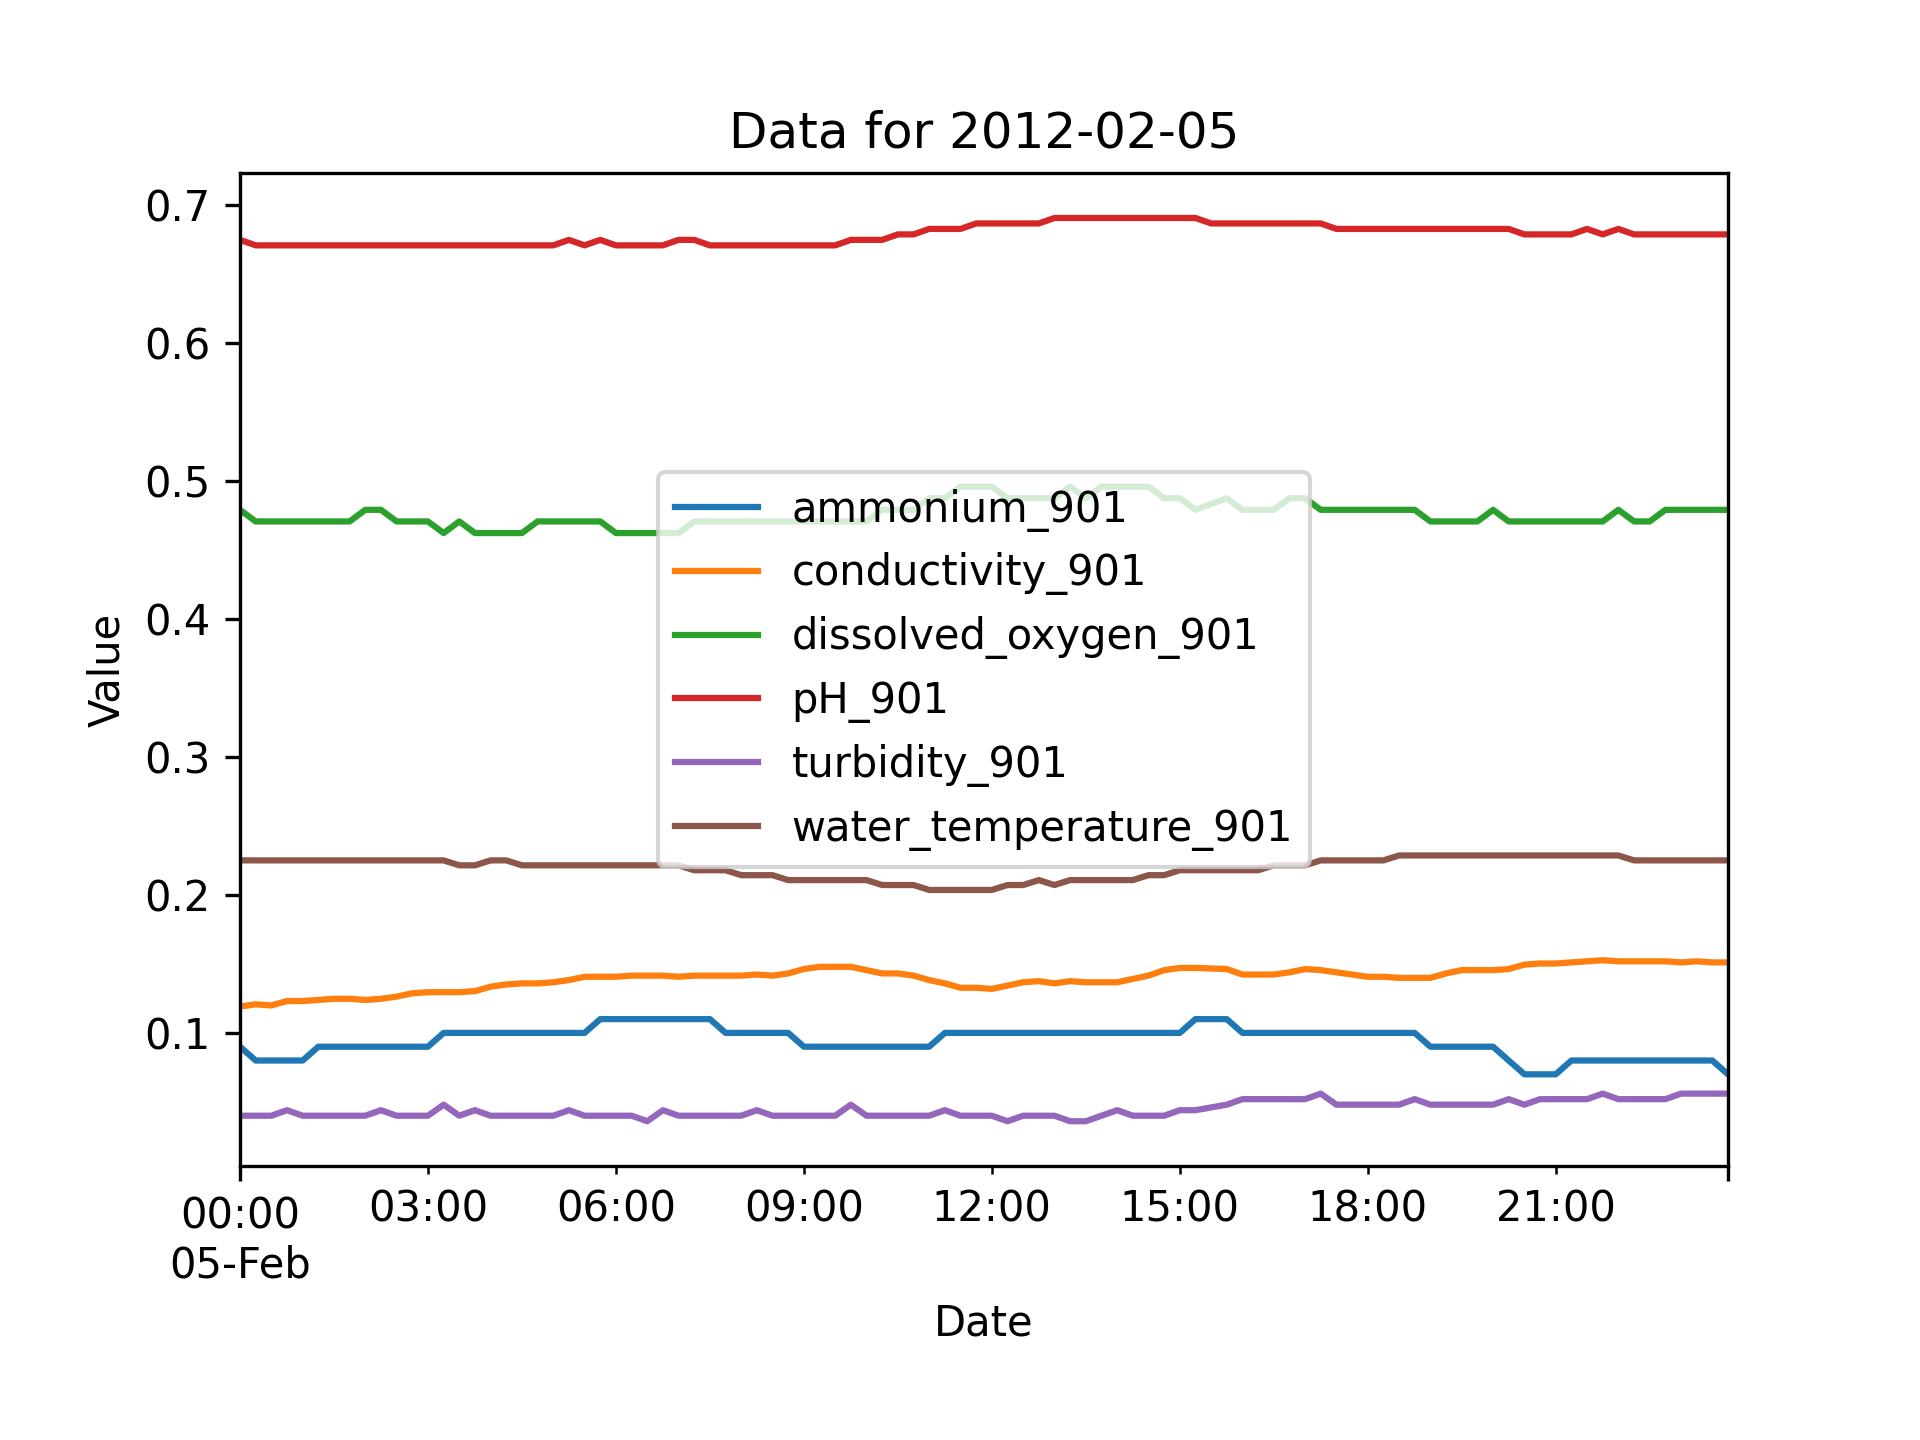 Data for 2012-02-05
0.7
0.6
0.5
0.4
0.3
0.2
0.1
Value
ammonium_901
conductivity_901
dissolved_oxygen_901
pH_901
turbidity_901
water_temperature_901
00:00 03:00 06:00 09:00 12:00 15:00 18:00 21:00
05-Feb
Date